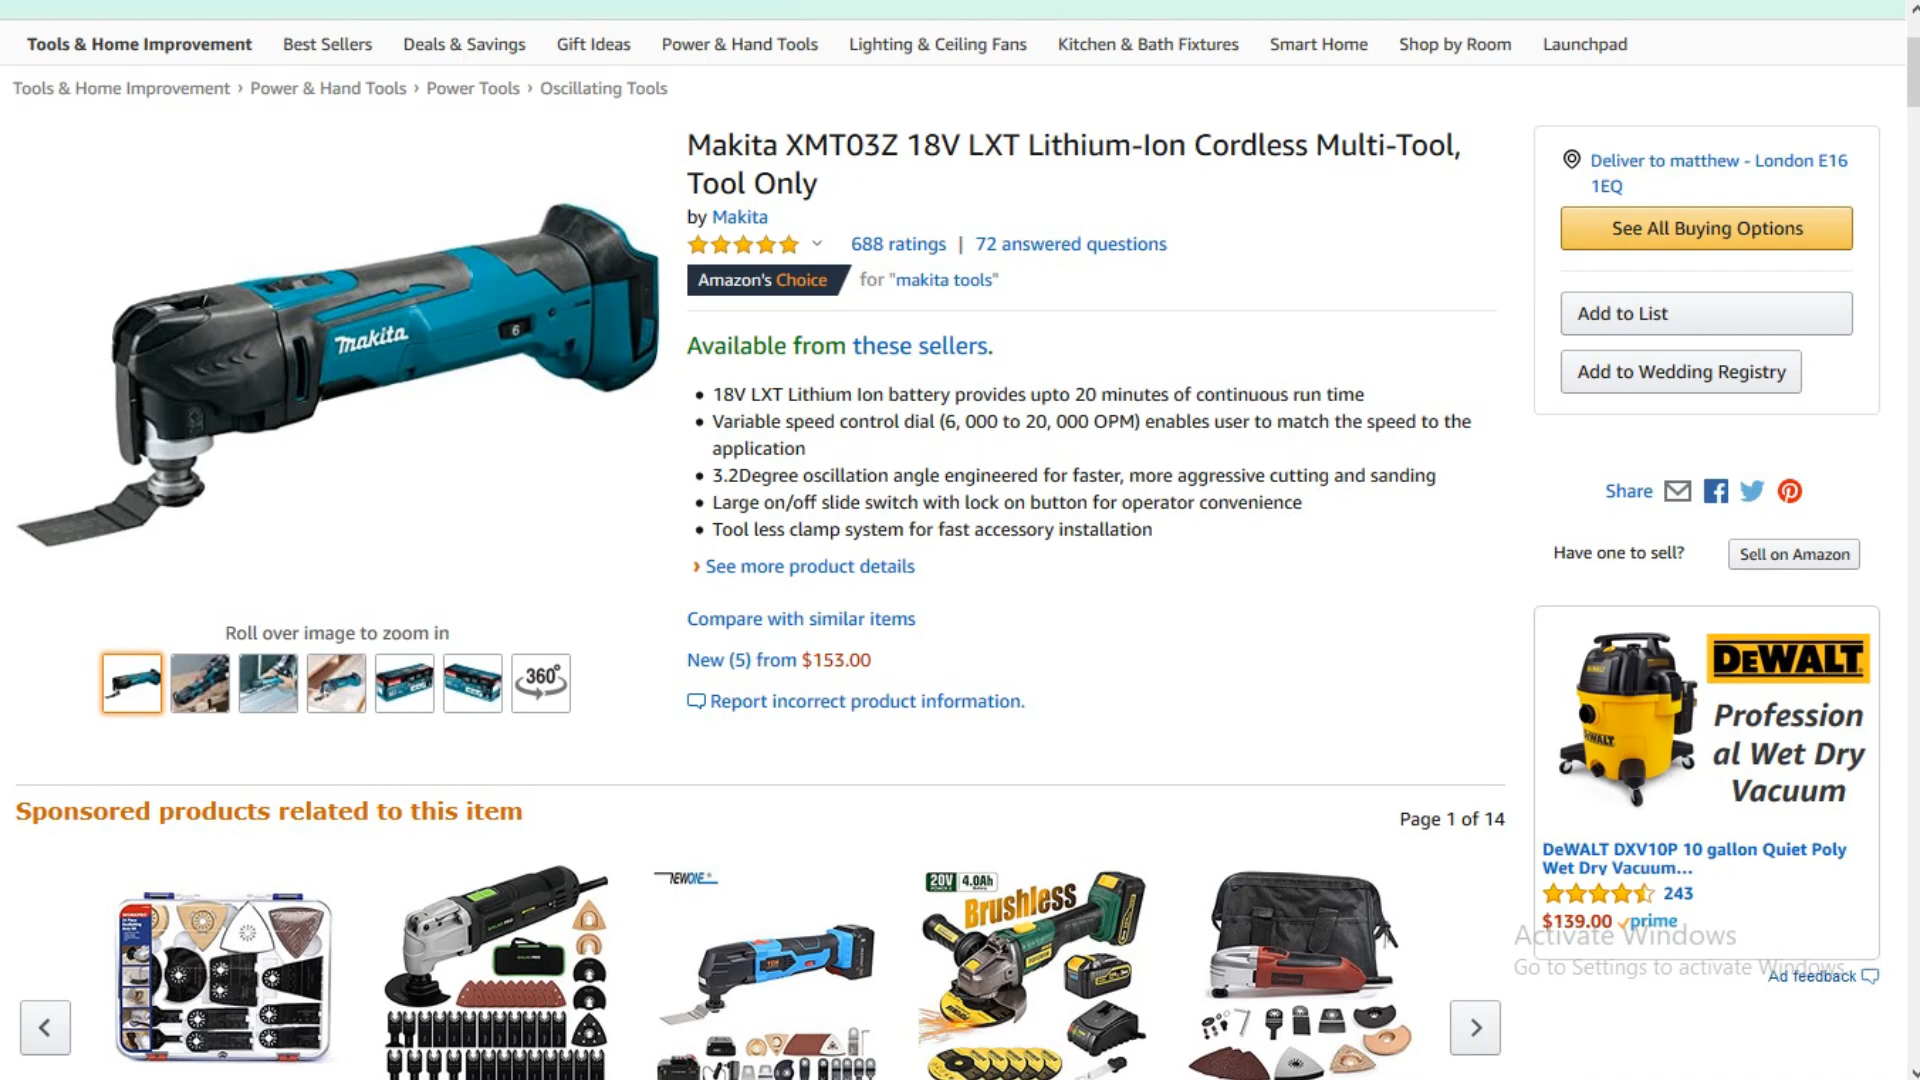 Tools & Home Improvement Best Sellers Deals & Savings Gift Ideas Power & Hand Tools Lighting & Ceiling Fans Kitchen & Bath Fixtures Smart Home Shop by Room Launchpad
Tools & Home Improvement › Power & Hand Tools › Power Tools › Oscillating Tools
Makita XMT03Z 18V LXT Lithium-Ion Cordless Multi-Tool,
Tool Only
by Makita
688 ratings | 72 answered questions
Amazon's Choice for "makita tools"
Available from these sellers.
• 18V LXT Lithium Ion battery provides upto 20 minutes of continuous run time
• Variable speed control dial (6, 000 to 20, 000 OPM) enables user to match the speed to the
application
• 3.2Degree oscillation angle engineered for faster, more aggressive cutting and sanding
• Large on/off slide switch with lock on button for operator convenience
• Tool less clamp system for fast accessory installation
› See more product details
Compare with similar items
New (5) from $153.00
Report incorrect product information.
makita
6
Roll over image to zoom in
360°
Deliver to matthew - London E16
1EQ
See All Buying Options
Add to List
Add to Wedding Registry
Share
Have one to sell? Sell on Amazon
DEWALT
DEWALT
Profession
al Wet Dry
Vacuum
DeWALT DXV10P 10 gallon Quiet Poly
Wet Dry Vacuum...
243
$139.00 prime
Activate Windows
Go to Settings to activate Windows.
Ad feedback
Sponsored products related to this item
Page 1 of 14
NEWONE
20V 4.0Ah
Brushless